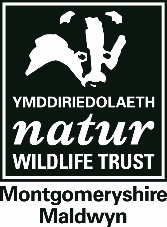 YMDDIRIEDOLAETH
natur
WILDLIFE TRUST
Montgomeryshire
Maldwyn